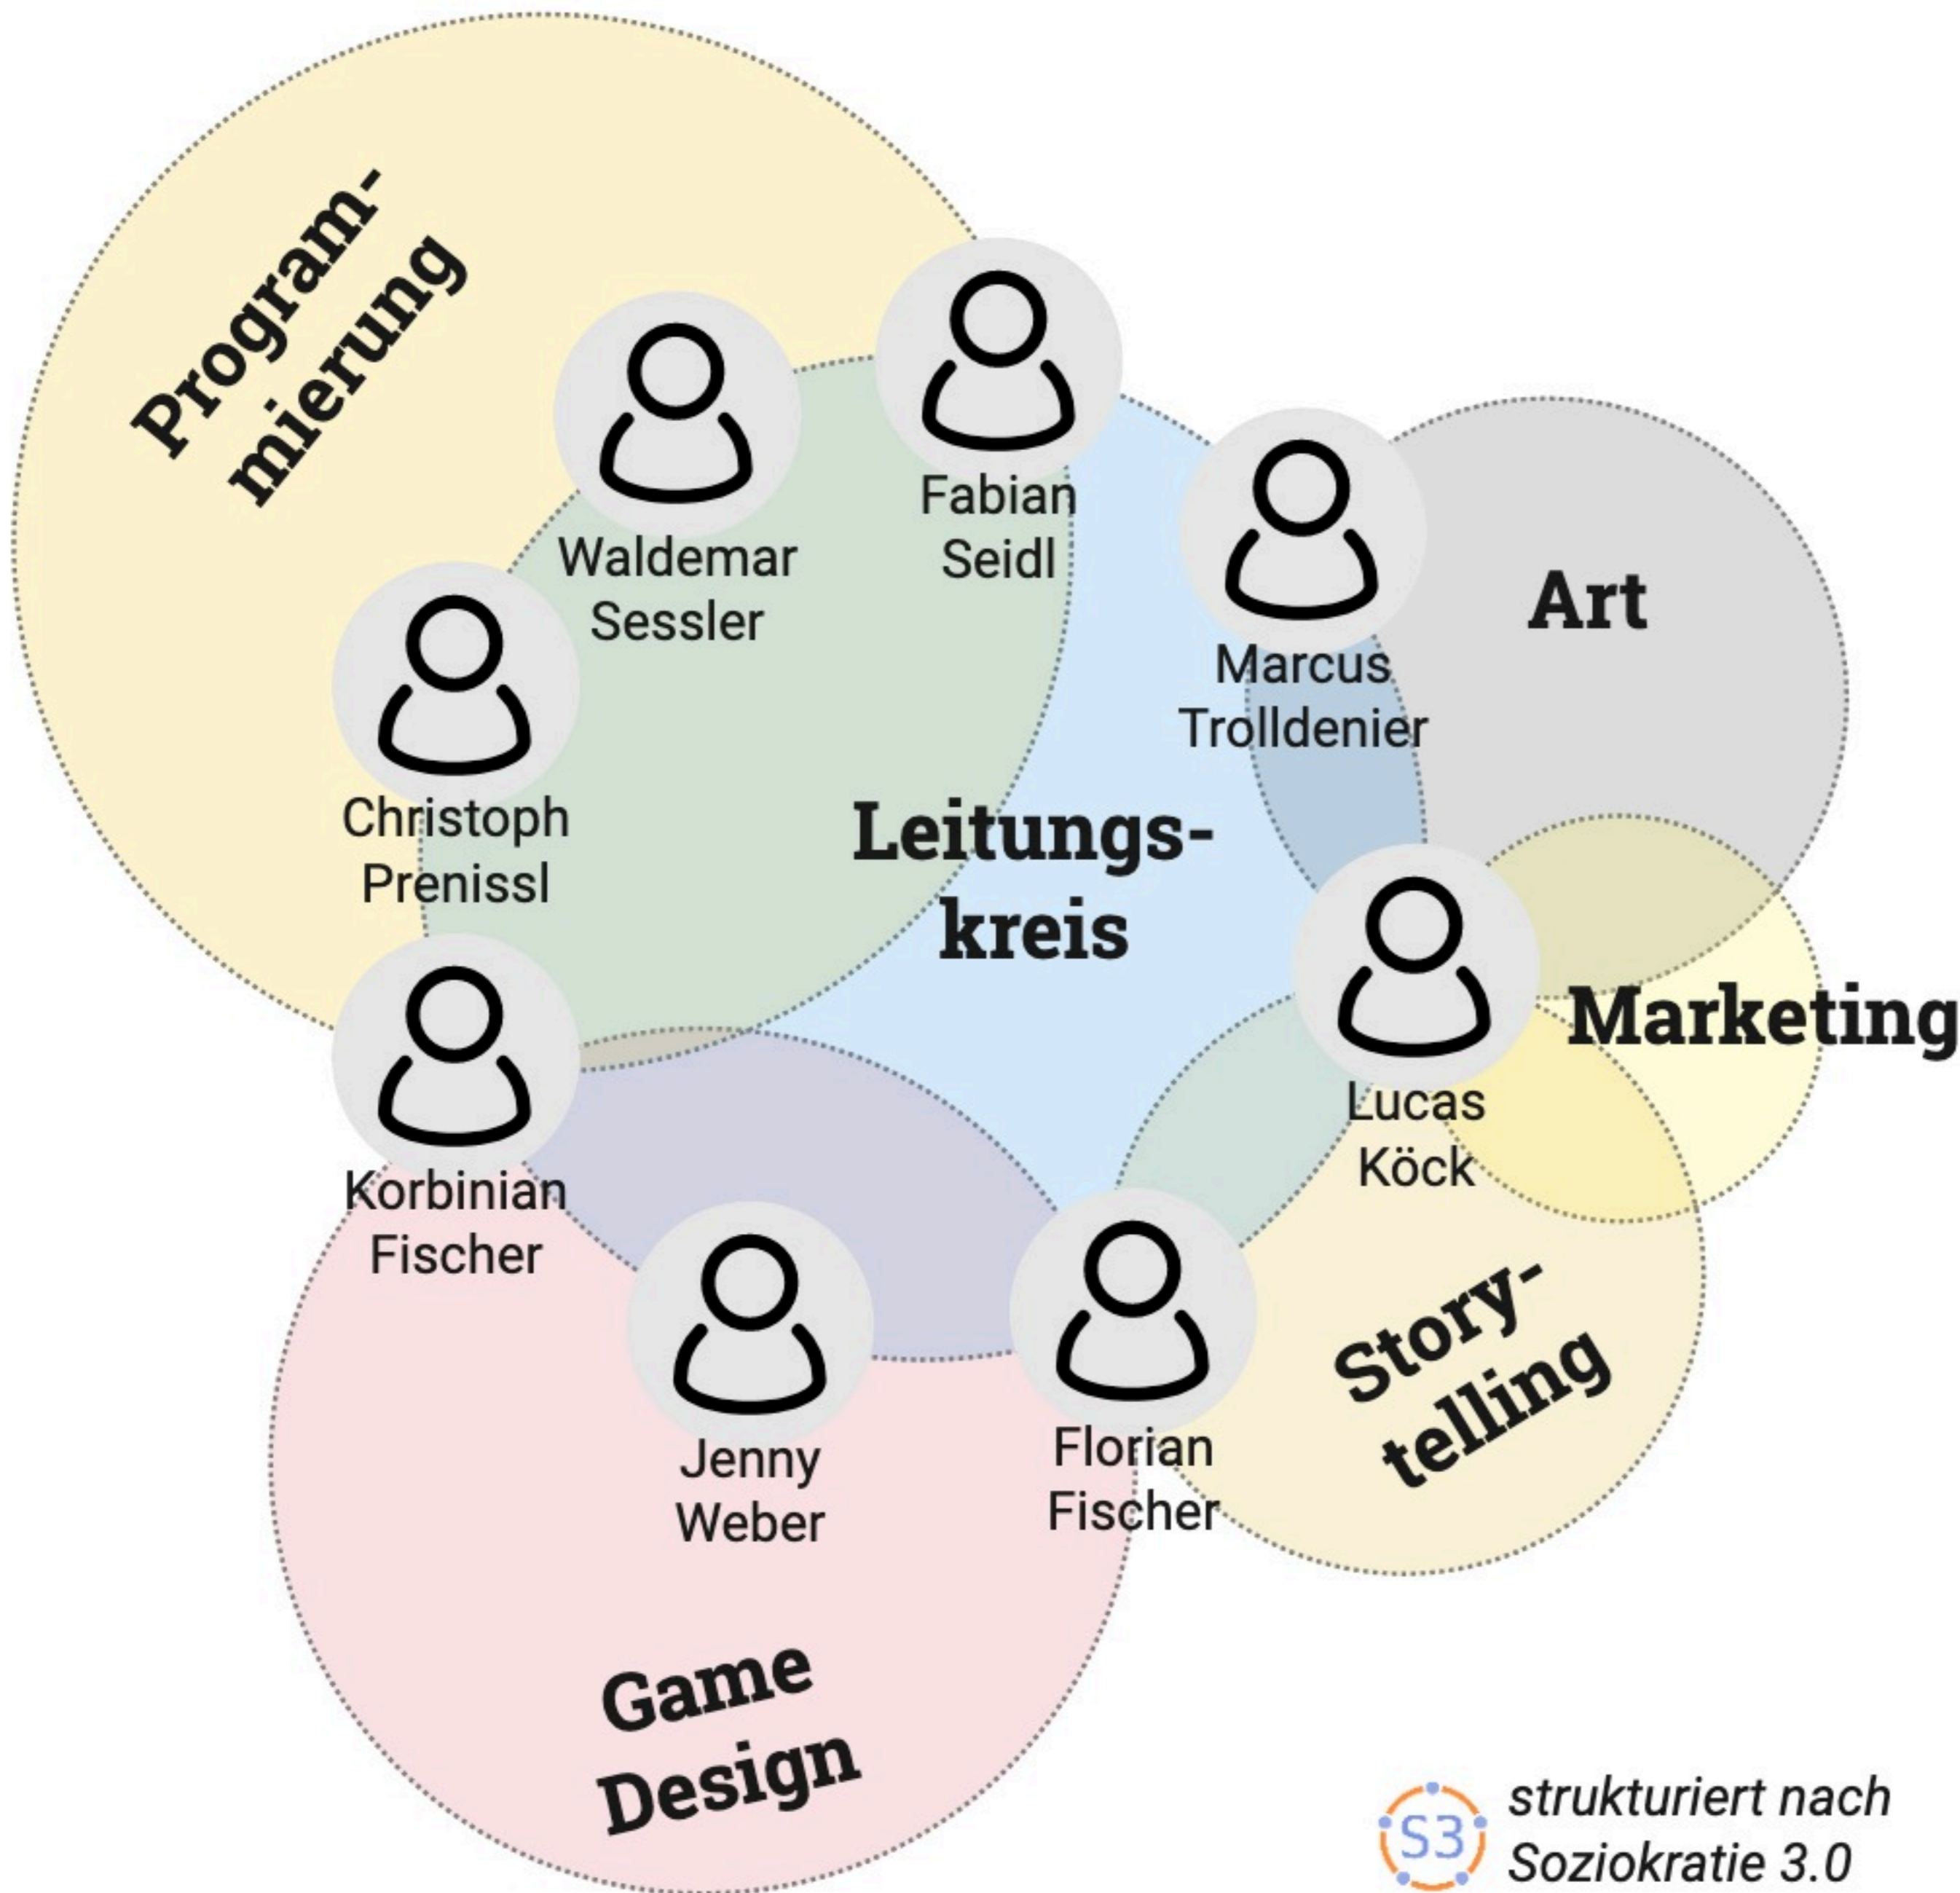 Program-
mierung
Waldemar
Sessler
Fabian
Seidl
Marcus
Trolldenier
Art
Christoph
Prenissl
Leitungs-
kreis
Marketing
Lucas
Köck
Korbinian
Fischer
Jenny
Weber
Florian
Fischer
Story-
telling
Game
Design
S3
strukturiert nach
Soziokratie 3.0